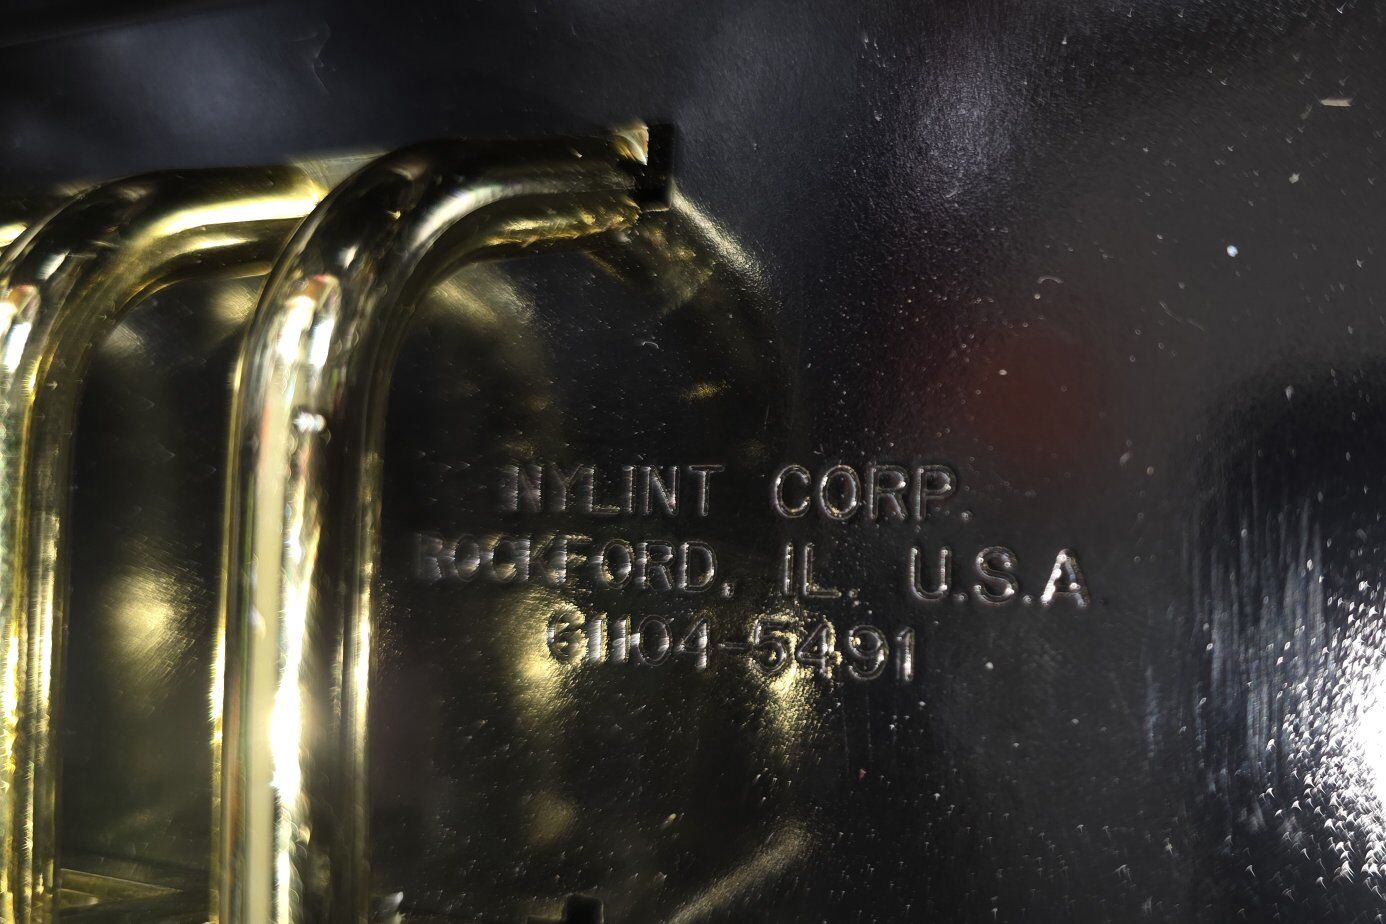 NYLINT CORP.
ROCKFORD, IL. U.S.A
61104-5491